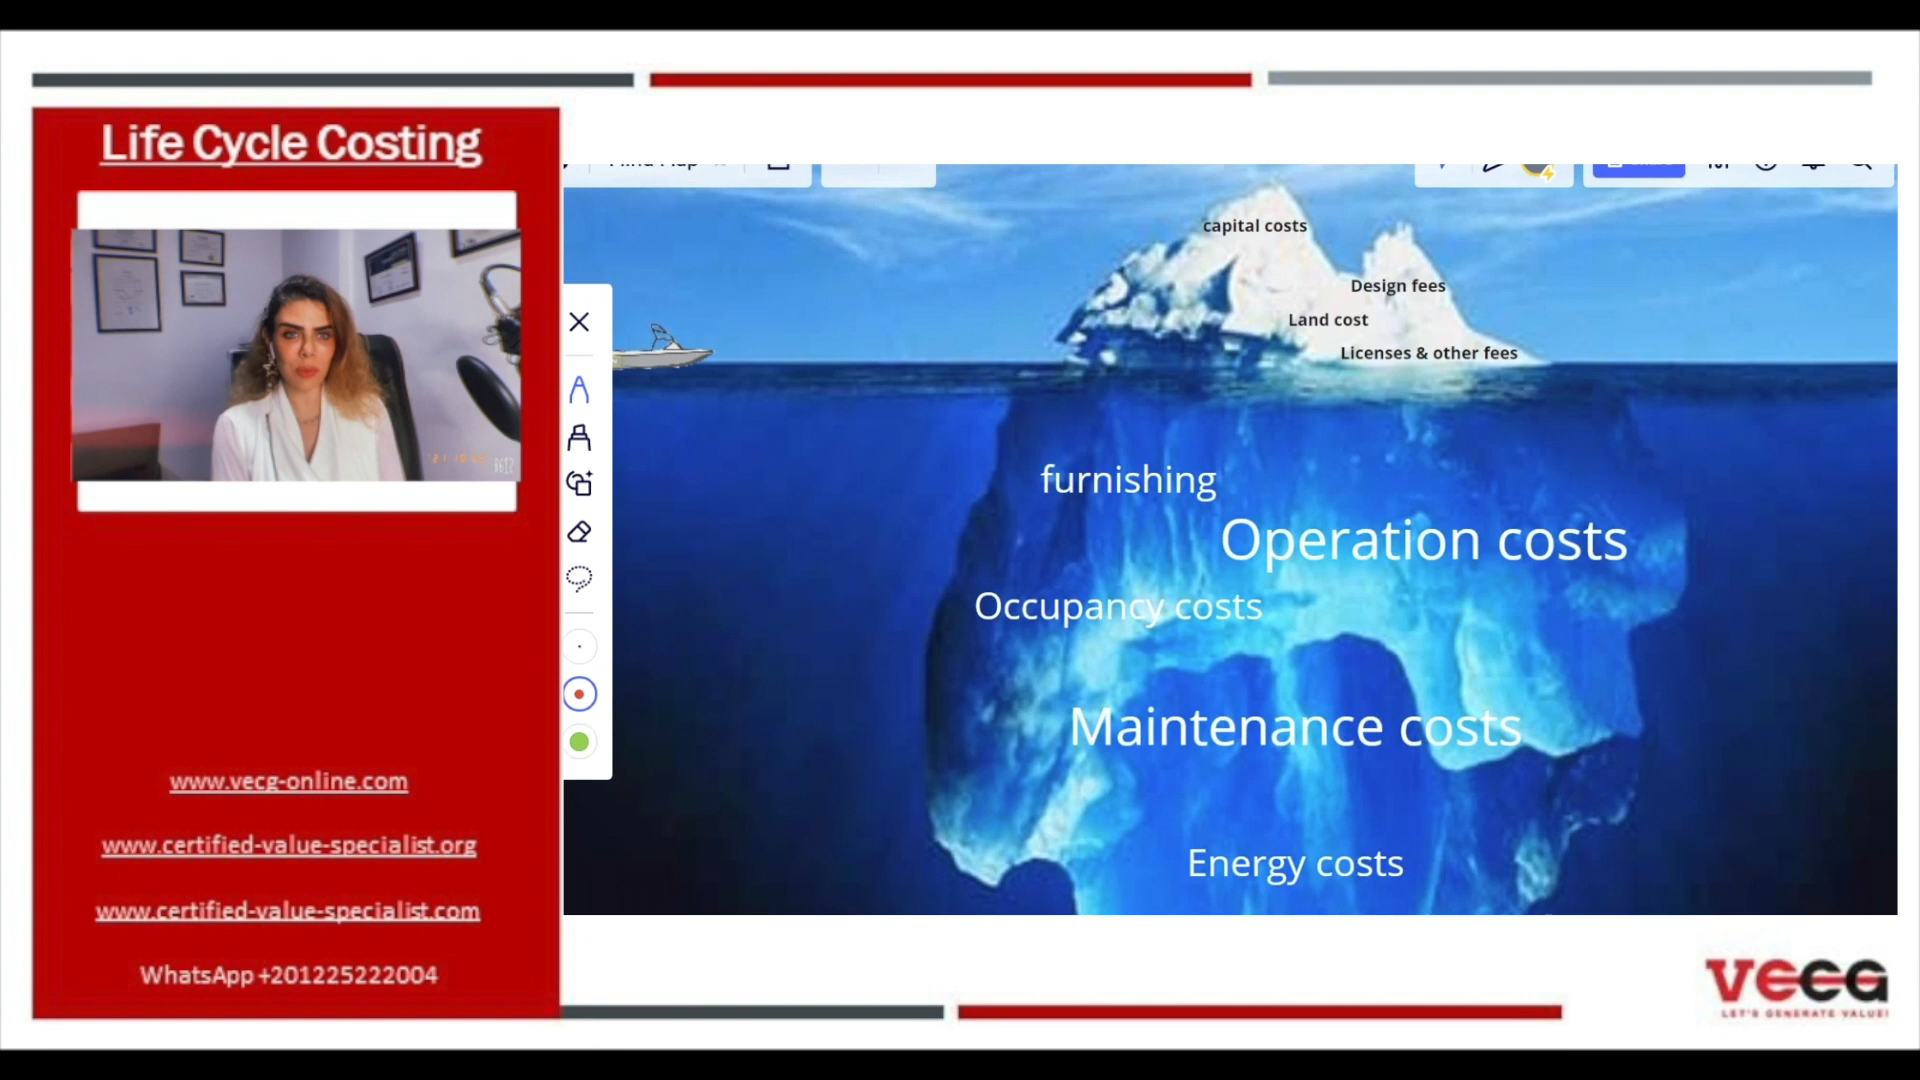 Life Cycle Costing
www.vecg-online.com
www.certified-value-specialist.org
www.certified-value-specialist.com
WhatsApp +201225222004
capital costs
Design fees
Land cost
Licenses & other fees
furnishing
Operation costs
Occupancy costs
Maintenance costs
Energy costs
VECG
LET'S GENERATE VALUE!